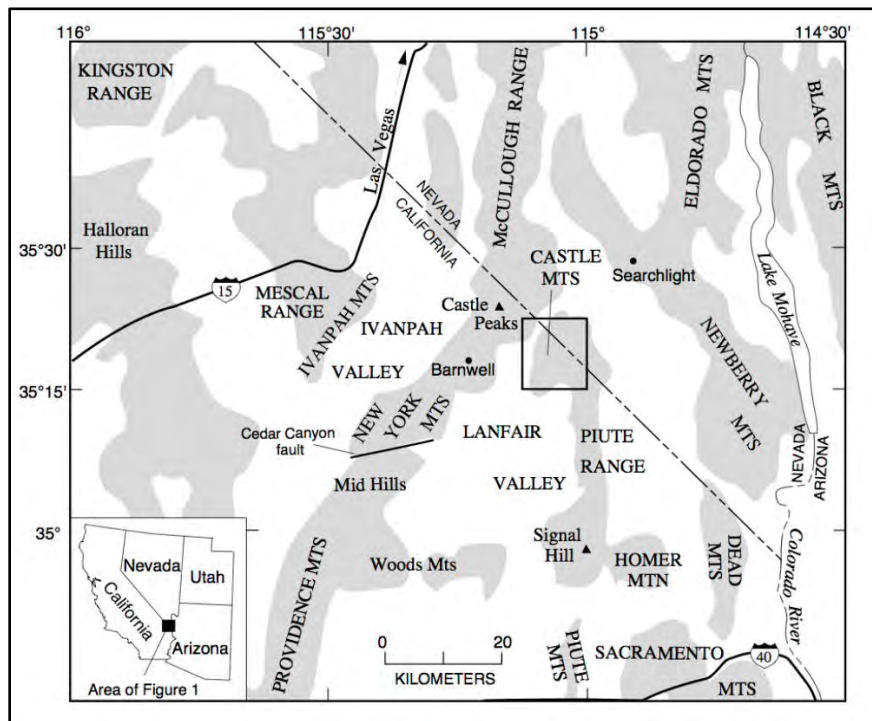 116°
115°30'
115°
114°30'
KINGSTON
RANGE
Las Vegas
McCULLOUGH RANGE
ELDORADO MTS
BLACK
MTS
NEVADA
CALIFORNIA
Halloran
Hills
35°30'
CASTLE
MTS
Searchlight
Lake Mohave
15
MESCAL
RANGE
IVANPAH MTS
Castle
Peaks
IVANPAH
VALLEY
Barnwell
NEWBERRY
MTS
35°15'
NEW
YORK
MTS
Cedar Canyon
fault
LANFAIR
VALLEY
PIUTE
RANGE
NEVADA
ARIZONA
Mid Hills
35°
Signal
Hill
HOMER
MTN
DEAD
MTS
Colorado River
Woods Mts
PROVIDENCE MTS
Nevada
Utah
California
Arizona
Area of Figure 1
0
20
KILOMETERS
PIUTE
MTS
SACRAMENTO
MTS
40